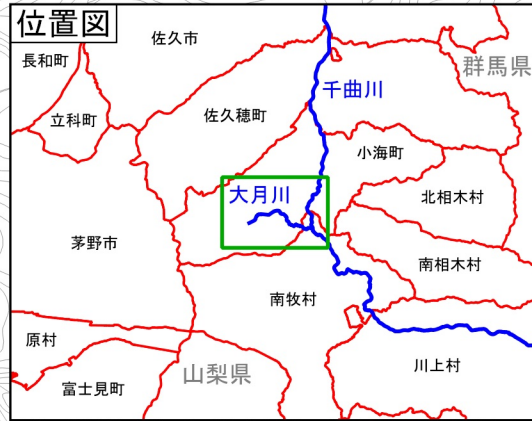 位置図
佐久市
長和町
群馬県
千曲川
立科町
佐久穂町
小海町
大月川
北相木村
茅野市
南相木村
南牧村
原村
川上村
山梨県
富士見町